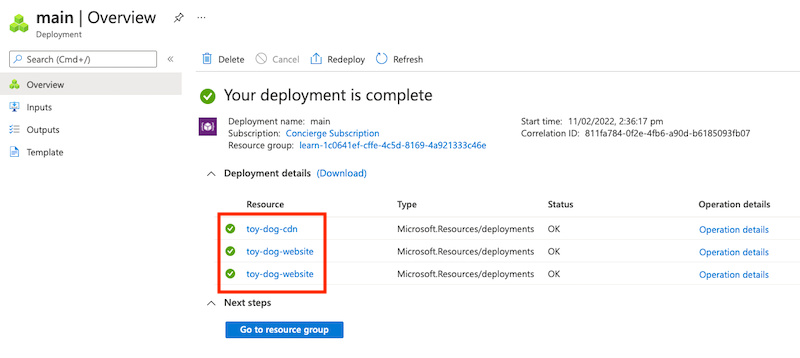 main | Overview
...
Deployment
Search (Cmd+/)
«
Delete Cancel Redeploy Refresh
Overview
Inputs
Outputs
Template
Your deployment is complete
Deployment name: main
Subscription: Concierge Subscription
Resource group: learn-1c0641ef-cffe-4c5d-8169-4a921333c46e
Start time: 11/02/2022, 2:36:17 pm
Correlation ID: 811fa784-0f2e-4fb6-a90d-b6185093fb07
Deployment details (Download)
Resource Type Status Operation details
toy-dog-cdn Microsoft.Resources/deployments OK Operation details
toy-dog-website Microsoft.Resources/deployments OK Operation details
toy-dog-website Microsoft.Resources/deployments OK Operation details
Next steps
Go to resource group